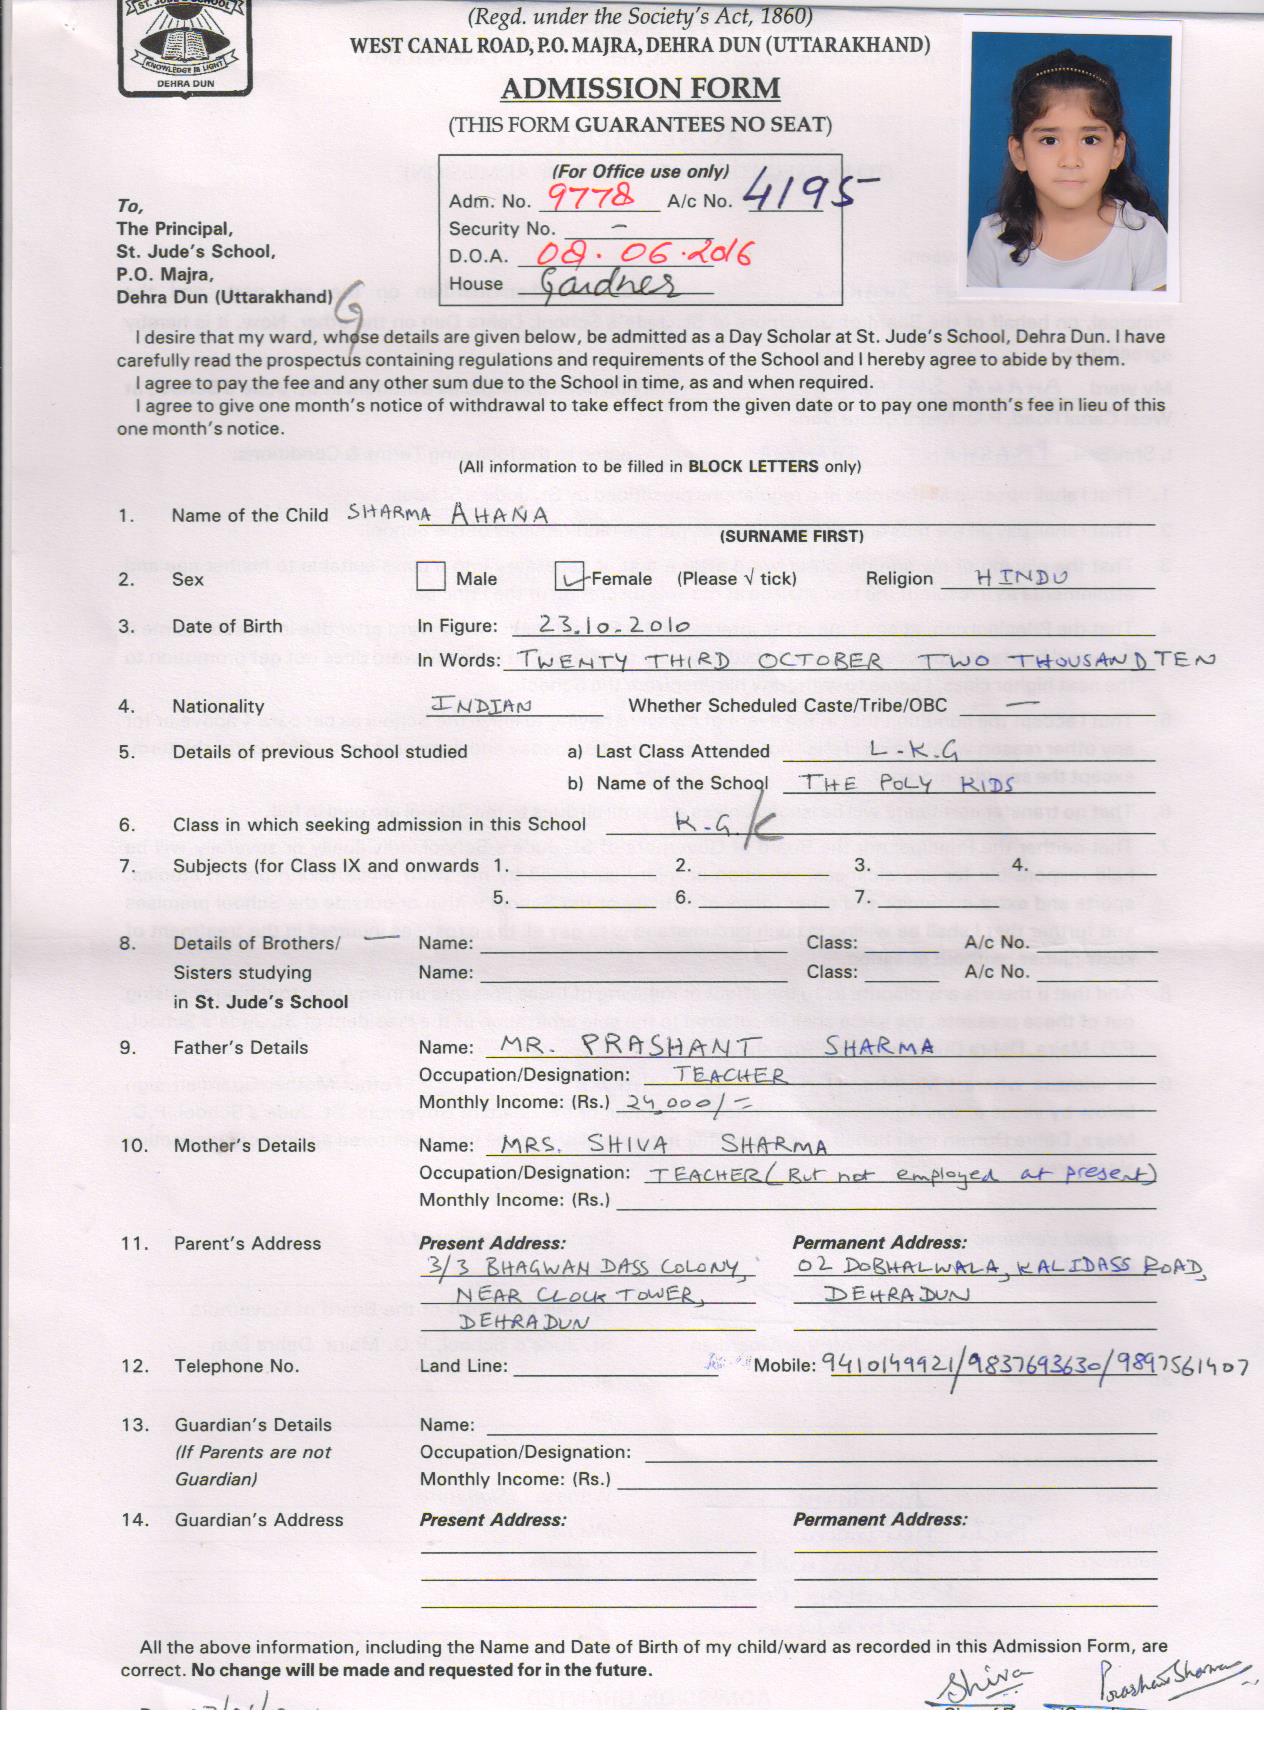 ST. JUDE'S SCHOOL
KNOWLEDGE IS LIGHT
DEHRA DUN
(Regd. under the Society's Act, 1860)
WEST CANAL ROAD, P.O. MAJRA, DEHRA DUN (UTTARAKHAND)
ADMISSION FORM
(THIS FORM GUARANTEES NO SEAT)
(For Office use only)
Adm. No. 9778 A/c No. 4195
Security No. –
D.O.A. 08.06.2016
House Gardner
To,
The Principal,
St. Jude's School,
P.O. Majra,
Dehra Dun (Uttarakhand) G
I desire that my ward, whose details are given below, be admitted as a Day Scholar at St. Jude's School, Dehra Dun. I have
carefully read the prospectus containing regulations and requirements of the School and I hereby agree to abide by them.
I agree to pay the fee and any other sum due to the School in time, as and when required.
I agree to give one month's notice of withdrawal to take effect from the given date or to pay one month's fee in lieu of this
one month's notice.
(All information to be filled in BLOCK LETTERS only)
1. Name of the Child SHARMA AHANA
(SURNAME FIRST)
2. Sex Male ✓ Female (Please √ tick) Religion HINDU
3. Date of Birth In Figure: 23.10.2010
In Words: TWENTY THIRD OCTOBER TWO THOUSAND TEN
4. Nationality INDIAN Whether Scheduled Caste/Tribe/OBC —
5. Details of previous School studied a) Last Class Attended L.K.G
b) Name of the School THE POLY KIDS
6. Class in which seeking admission in this School K.G./C
7. Subjects (for Class IX and onwards 1. 2. 3. 4.
5. 6. 7.
8. Details of Brothers/ — Name: Class: A/c No.
Sisters studying Name: Class: A/c No.
in St. Jude's School
9. Father's Details Name: MR. PRASHANT SHARMA
Occupation/Designation: TEACHER
Monthly Income: (Rs.) 24,000/=
10. Mother's Details Name: MRS. SHIVA SHARMA
Occupation/Designation: TEACHER (But not employed at present)
Monthly Income: (Rs.)
11. Parent's Address Present Address: Permanent Address:
3/3 BHAGWAN DASS COLONY, 02 DOBHALWALA, KALIDASS ROAD,
NEAR CLOCK TOWER, DEHRADUN
DEHRADUN
12. Telephone No. Land Line: Mobile: 9410149921/9837693630/9897561407
13. Guardian's Details Name:
(If Parents are not Occupation/Designation:
Guardian) Monthly Income: (Rs.)
14. Guardian's Address Present Address: Permanent Address:
All the above information, including the Name and Date of Birth of my child/ward as recorded in this Admission Form, are
correct. No change will be made and requested for in the future.
Shiva Prashant Sharma